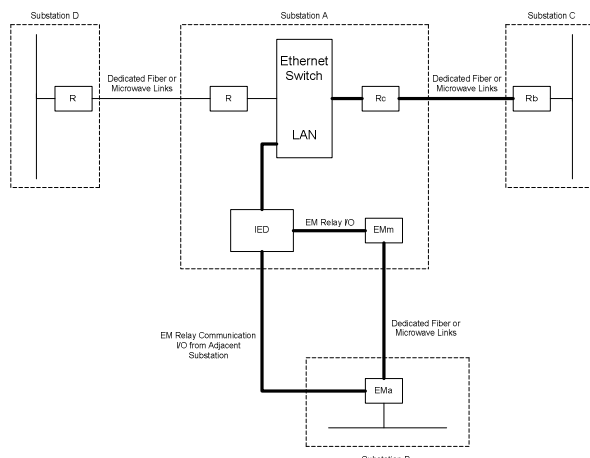 Substation D
Substation A
Substation C
Dedicated Fiber or
Microwave Links
Ethernet
Switch
LAN
Dedicated Fiber or
Microwave Links
R
R
Rc
Rb
IED
EM Relay I/O
EMm
EM Relay Communication
I/O from Adjacent
Substation
Dedicated Fiber or
Microwave Links
EMa
Substation